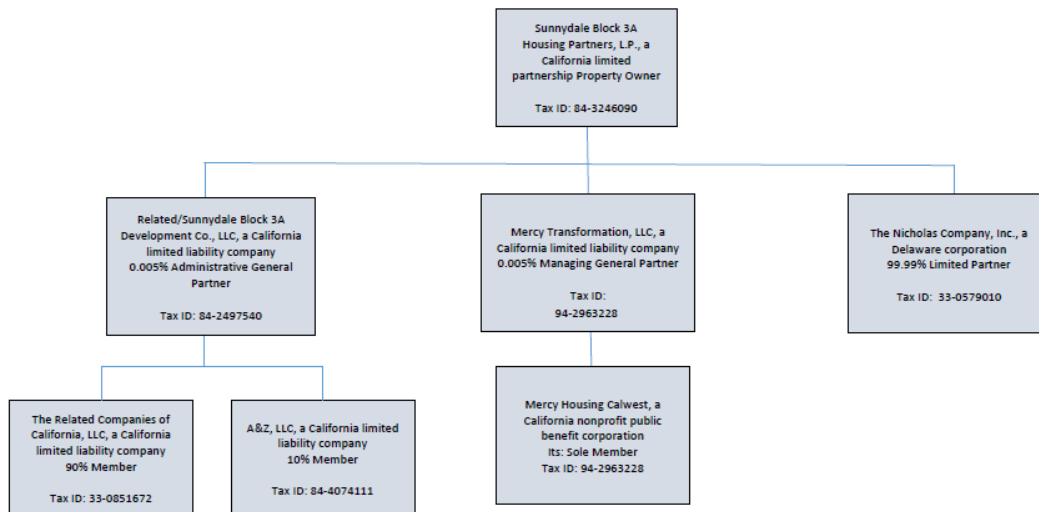 Sunnydale Block 3A
Housing Partners, L.P., a
California limited
partnership Property Owner
Tax ID: 84-3246090
Related/Sunnydale Block 3A
Development Co., LLC, a California
limited liability company
0.005% Administrative General
Partner
Tax ID: 84-2497540
Mercy Transformation, LLC, a
California limited liability company
0.005% Managing General Partner
Tax ID:
94-2963228
The Nicholas Company, Inc., a
Delaware corporation
99.99% Limited Partner
Tax ID: 33-0579010
The Related Companies of
California, LLC, a California
limited liability company
90% Member
Tax ID: 33-0851672
A&Z, LLC, a California limited
liability company
10% Member
Tax ID: 84-4074111
Mercy Housing Calwest, a
California nonprofit public
benefit corporation
Its: Sole Member
Tax ID: 94-2963228